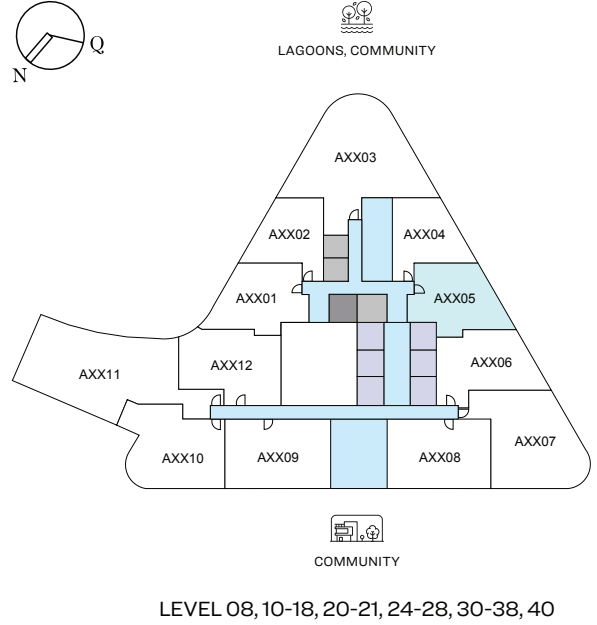 Q
N
LAGOONS, COMMUNITY
AXX03
AXX02
AXX04
AXX01
AXX05
AXX12
AXX06
AXX11
AXX10
AXX09
AXX08
AXX07
COMMUNITY
LEVEL 08, 10-18, 20-21, 24-28, 30-38, 40